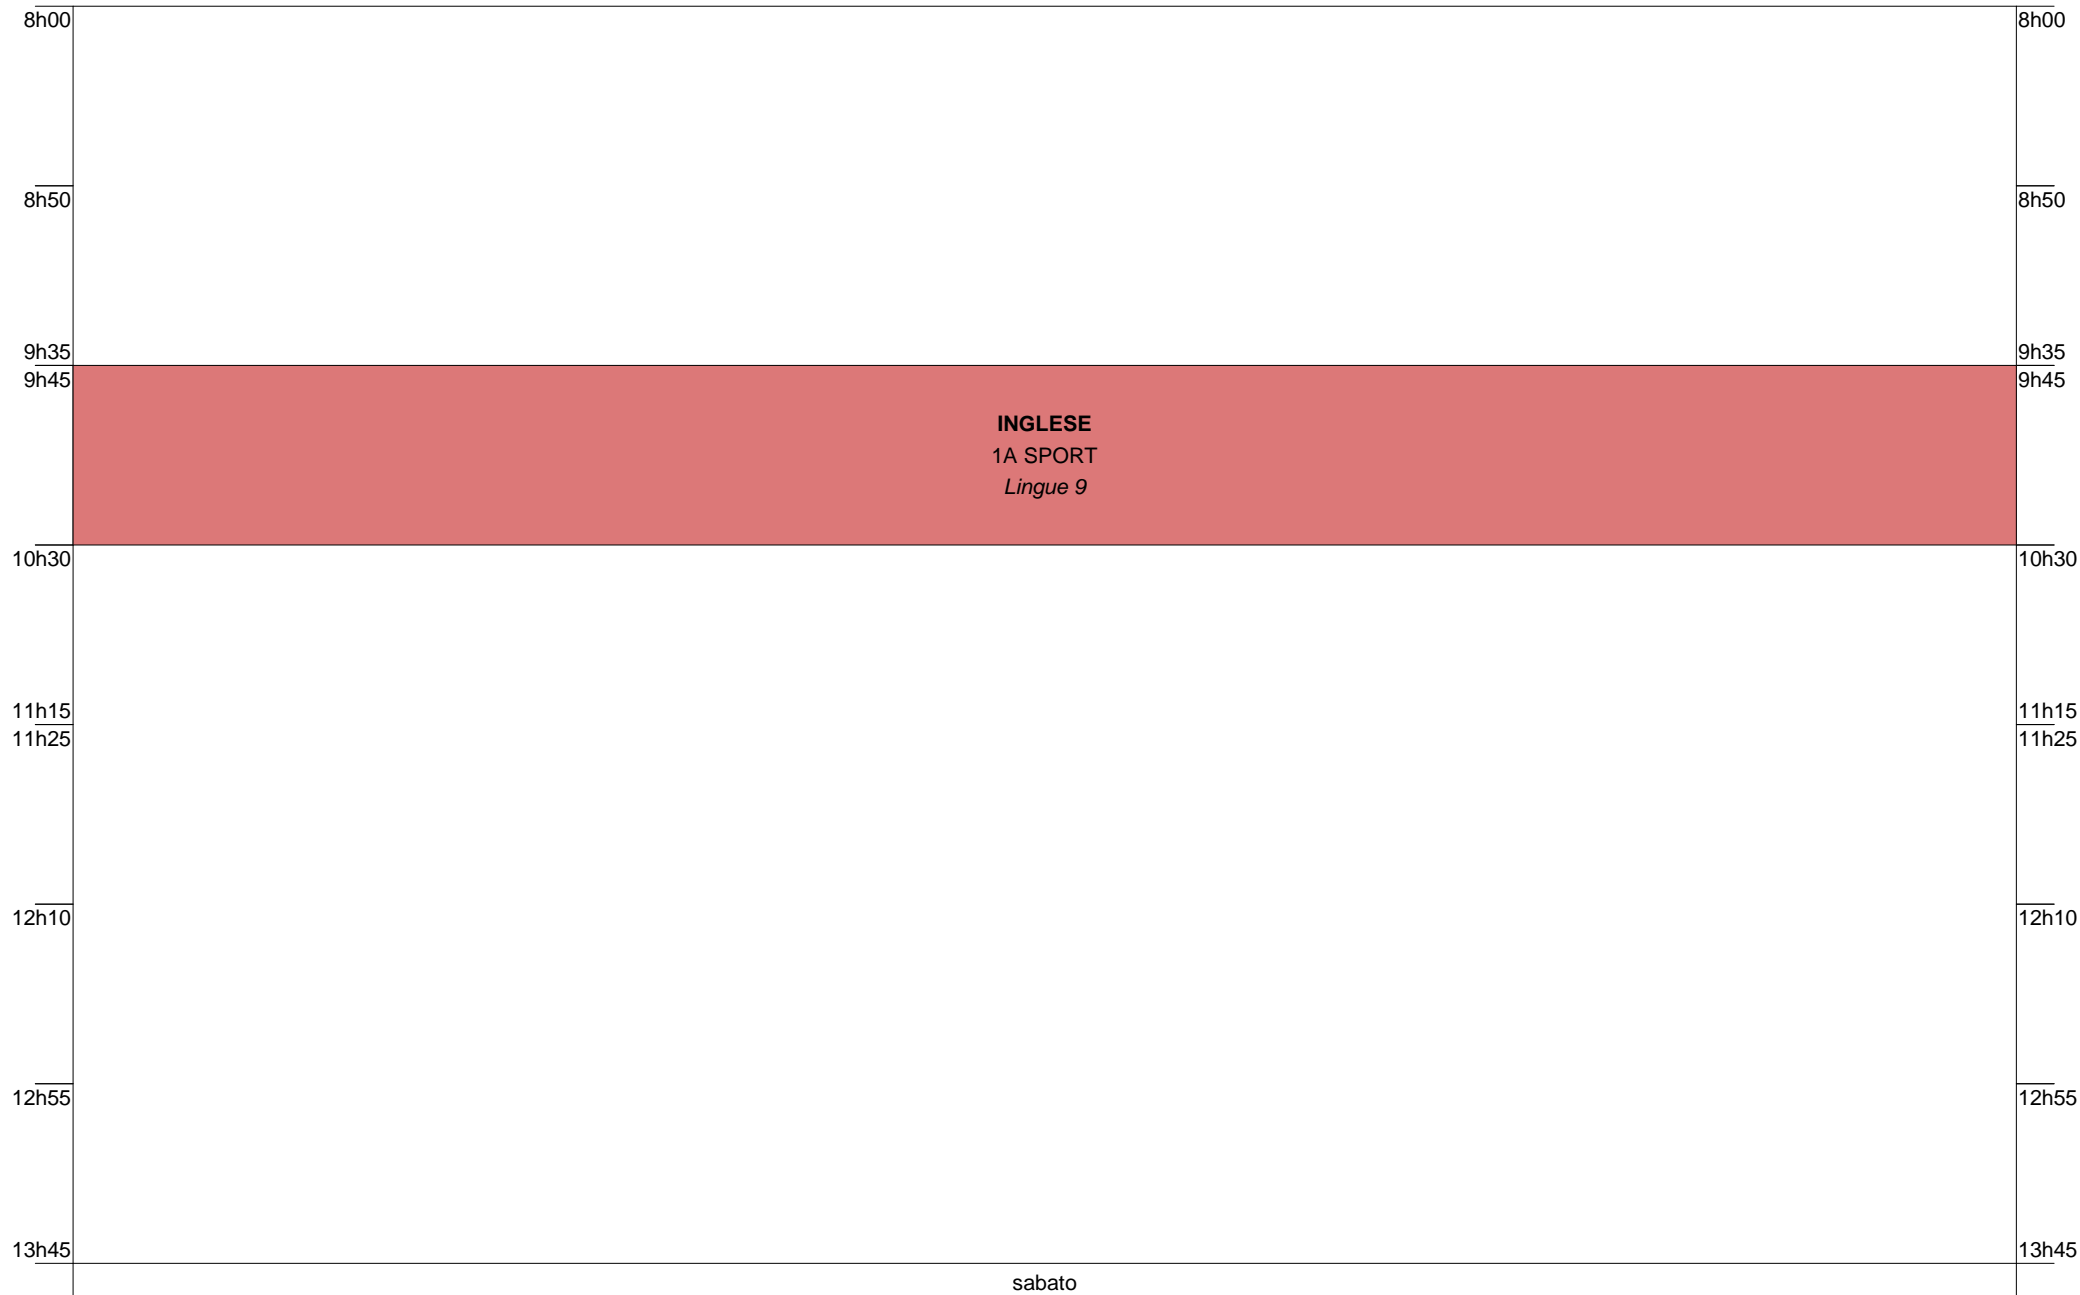 8h00 8h00
8h50 8h50
9h35 9h35
9h45 9h45
INGLESE
1A SPORT
Lingue 9
10h30 10h30
11h15 11h15
11h25 11h25
12h10 12h10
12h55 12h55
13h45 13h45
sabato